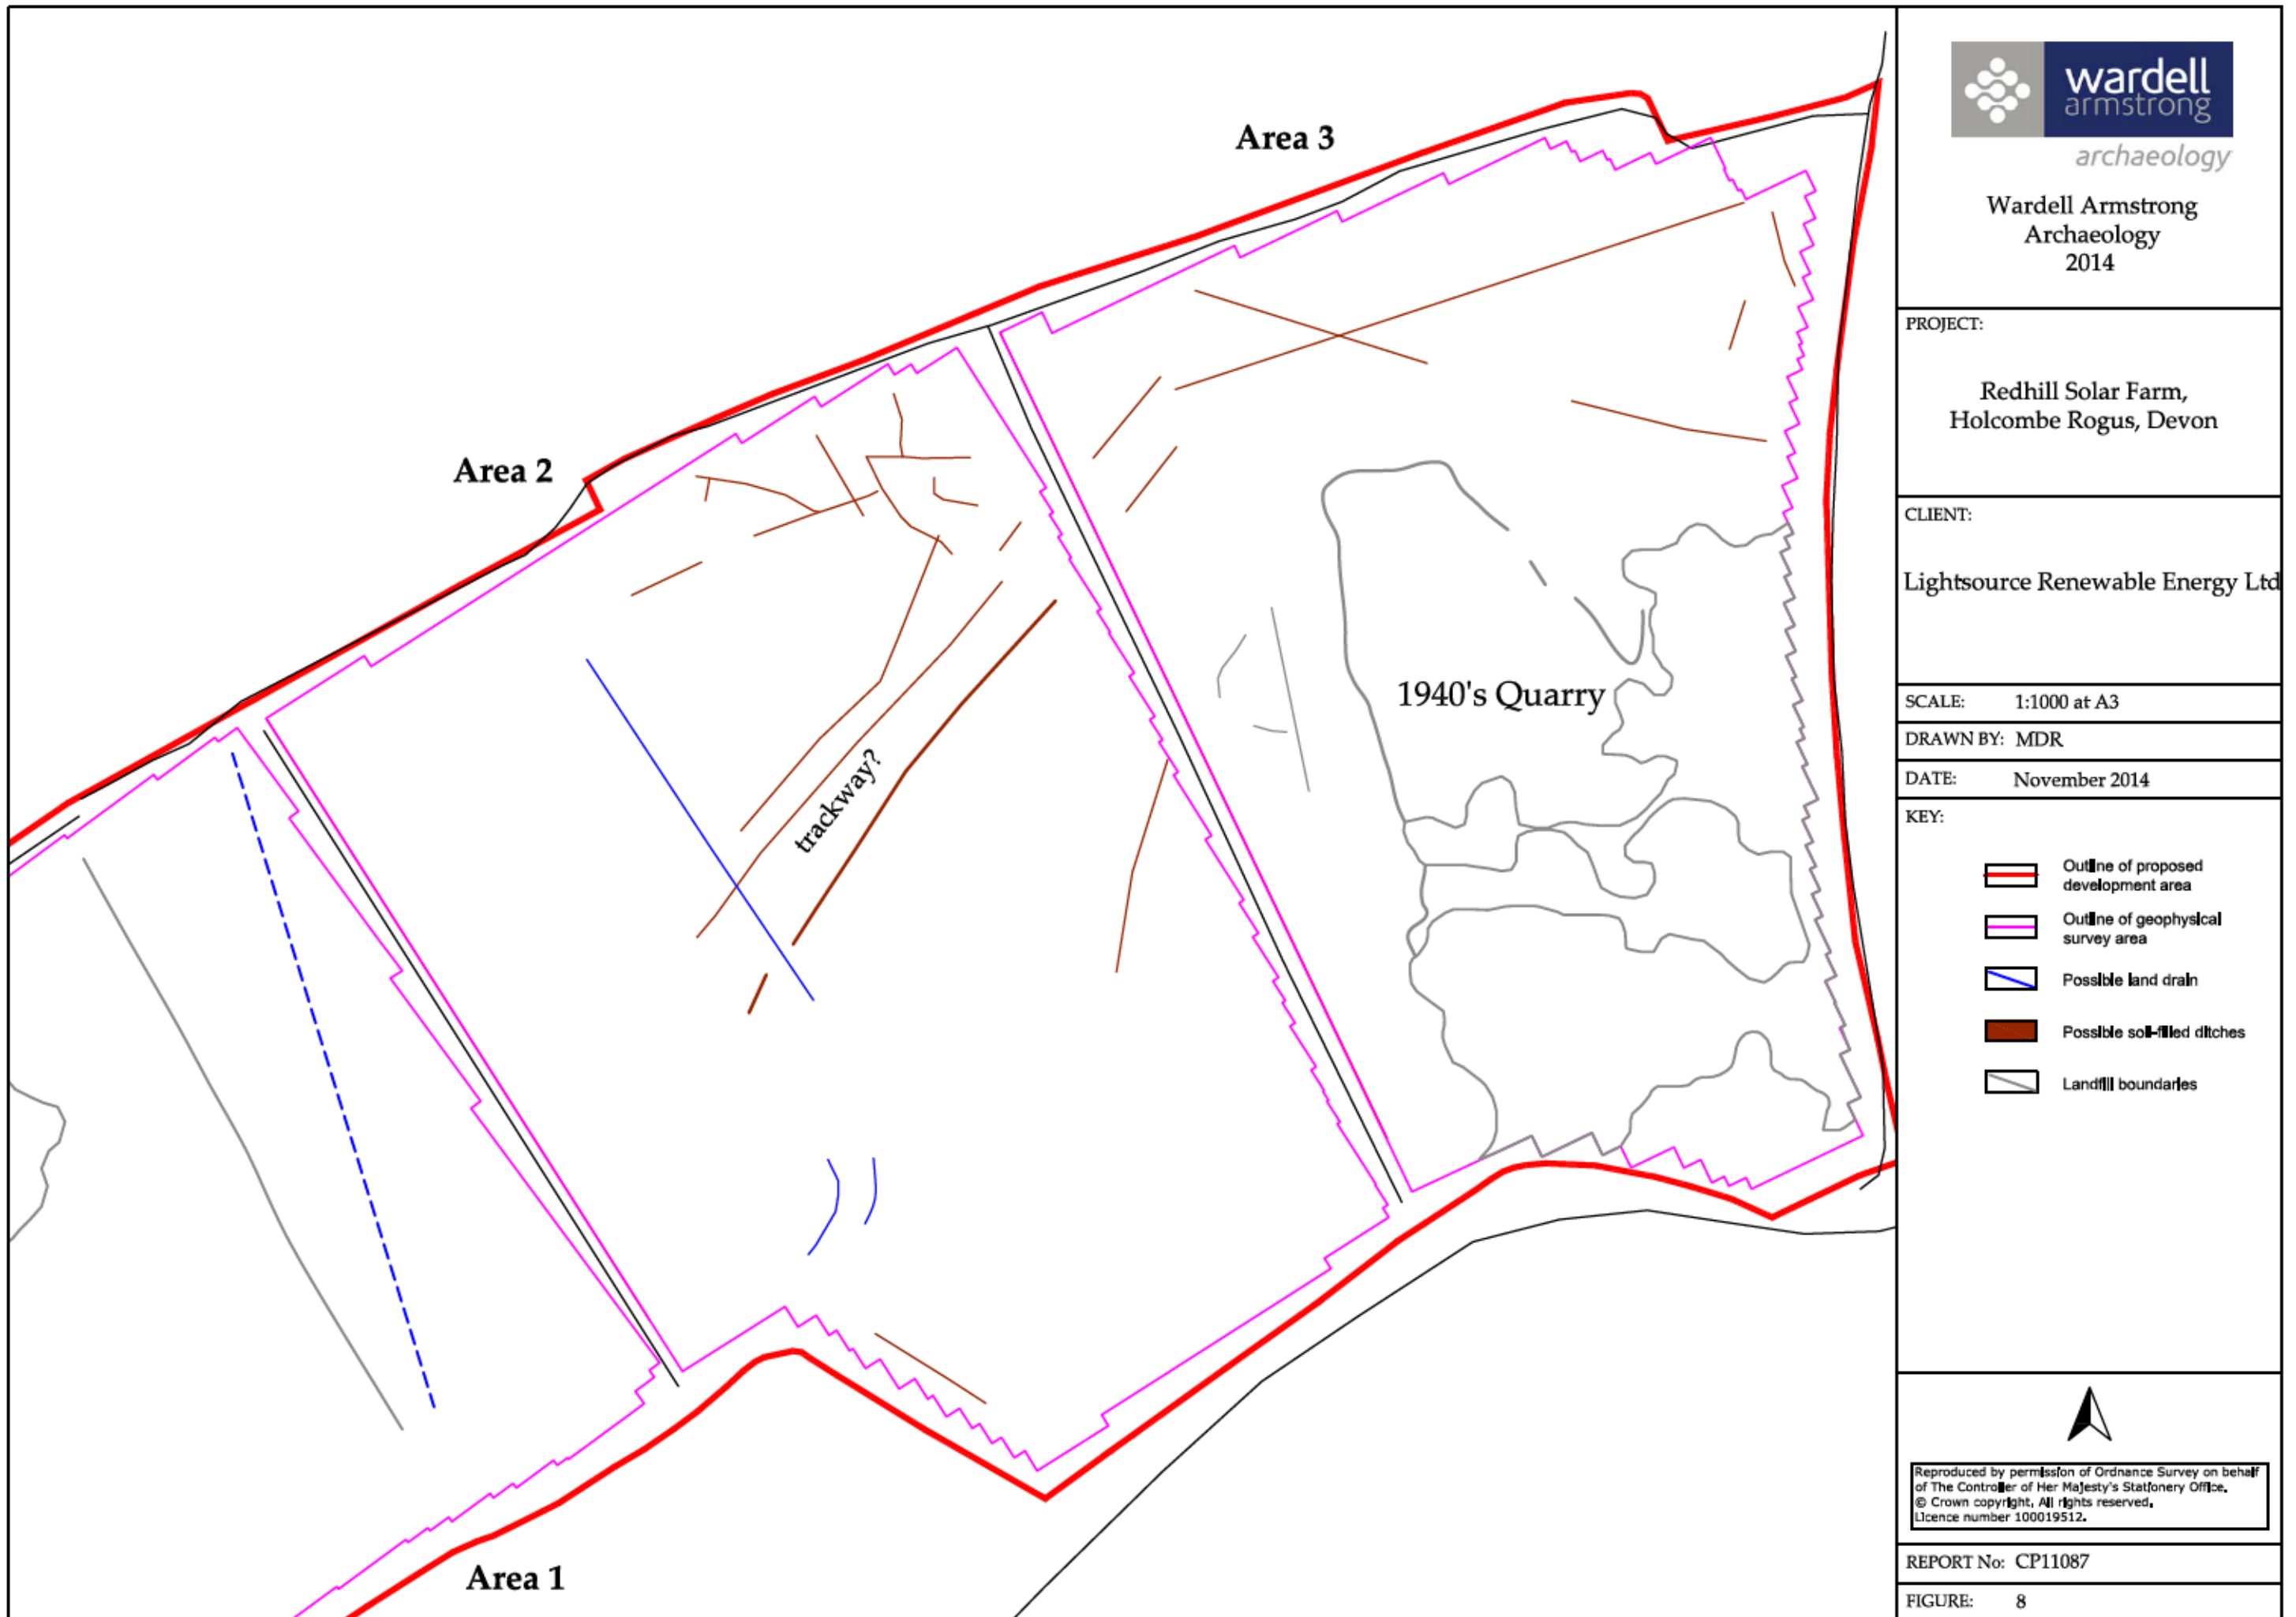 Area 3
Area 2
trackway?
1940's Quarry
Area 1
wardell
armstrong
archaeology
Wardell Armstrong
Archaeology
2014
PROJECT:
Redhill Solar Farm,
Holcombe Rogus, Devon
CLIENT:
Lightsource Renewable Energy Ltd
SCALE: 1:1000 at A3
DRAWN BY: MDR
DATE: November 2014
KEY:
Outline of proposed
development area
Outline of geophysical
survey area
Possible land drain
Possible soil-filled ditches
Landfill boundaries
Reproduced by permission of Ordnance Survey on behalf
of The Controller of Her Majesty's Stationery Office.
© Crown copyright, All rights reserved.
Licence number 100019512.
REPORT No: CP11087
FIGURE: 8